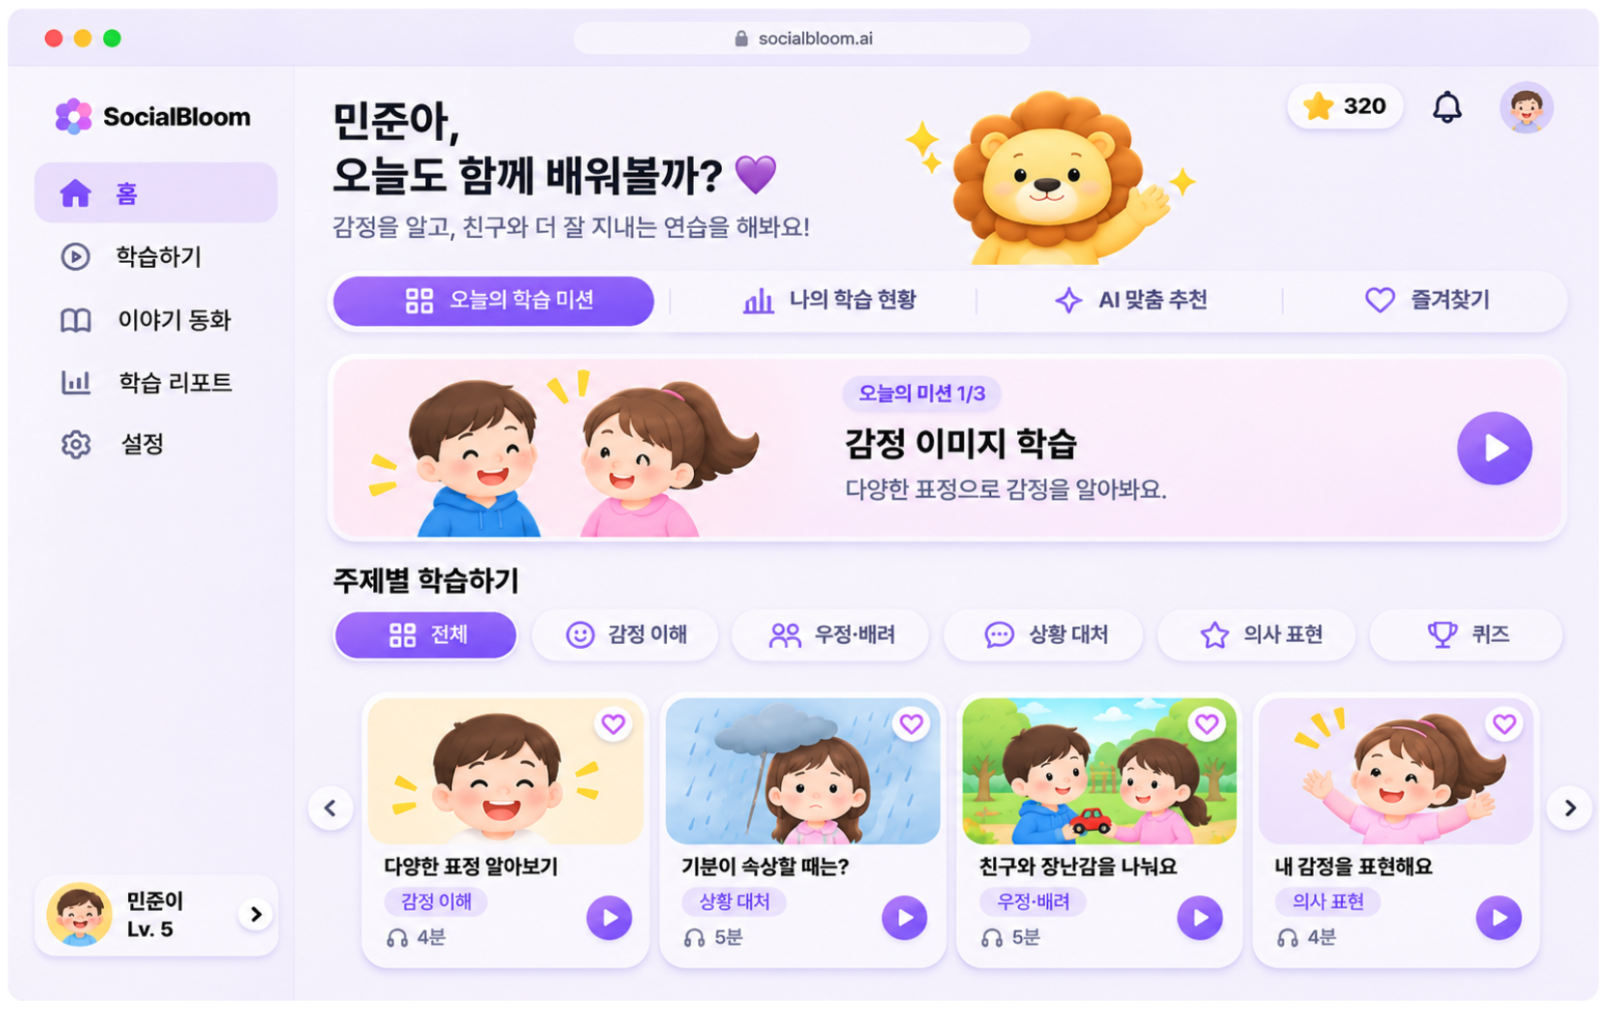 socialbloom.ai
SocialBloom
홈
학습하기
이야기 동화
학습 리포트
설정
민준이
Lv. 5
민준아,
오늘도 함께 배워볼까? 💜
감정을 알고, 친구와 더 잘 지내는 연습을 해봐요!
320
오늘의 학습 미션
나의 학습 현황
AI 맞춤 추천
즐겨찾기
오늘의 미션 1/3
감정 이미지 학습
다양한 표정으로 감정을 알아봐요.
주제별 학습하기
전체
감정 이해
우정·배려
상황 대처
의사 표현
퀴즈
다양한 표정 알아보기
감정 이해
4분
기분이 속상할 때는?
상황 대처
5분
친구와 장난감을 나눠요
우정·배려
5분
내 감정을 표현해요
의사 표현
4분